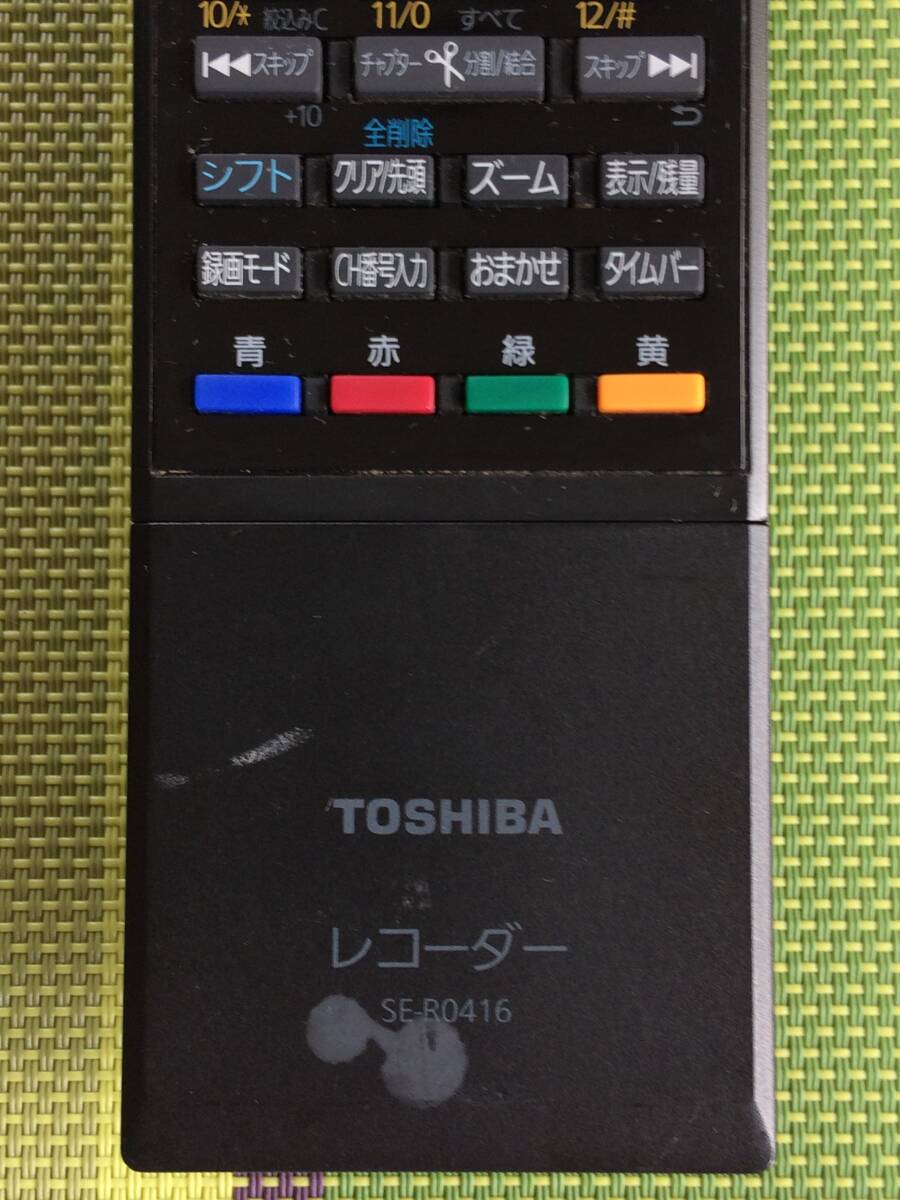 10/* 絞込みC 11/0 すべて 12/#
スキップ チャプター 分割/結合 スキップ
+10
全削除
シフト クリア/先頭 ズーム 表示/残量
録画モード CH番号入力 おまかせ タイムバー
青 赤 緑 黄
TOSHIBA
レコーダー
SE-R0416